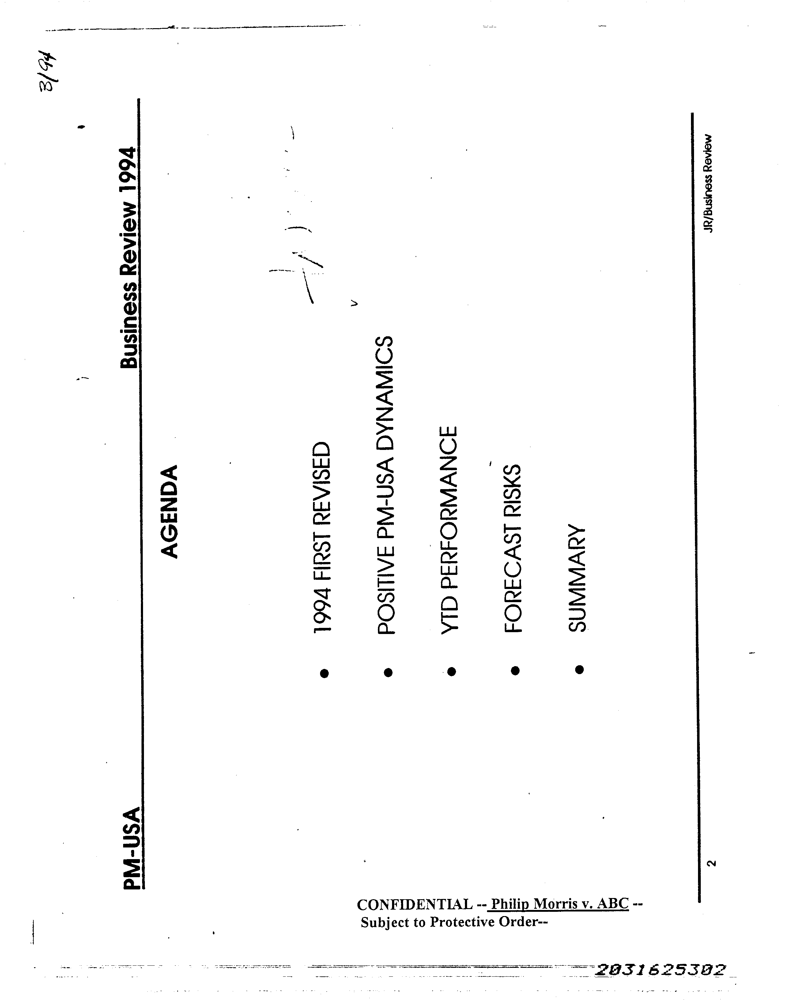 3/94
PM-USA Business Review 1994
AGENDA
• 1994 FIRST REVISED
• POSITIVE PM-USA DYNAMICS
• YTD PERFORMANCE
• FORECAST RISKS
• SUMMARY
2 JR/Business Review
CONFIDENTIAL -- Philip Morris v. ABC --
Subject to Protective Order--
2031625302